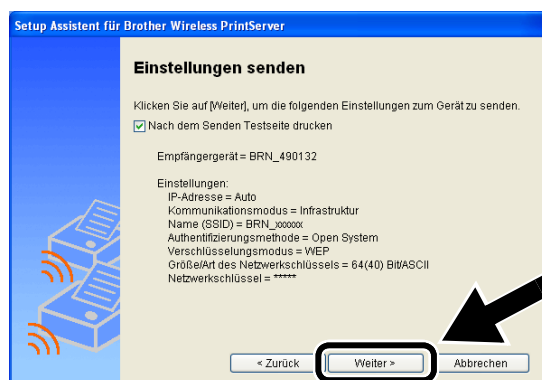 Setup Assistent für Brother Wireless PrintServer
Einstellungen senden
Klicken Sie auf [Weiter], um die folgenden Einstellungen zum Gerät zu senden.
Nach dem Senden Testseite drucken
Empfängergerät = BRN_490132
Einstellungen:
IP-Adresse = Auto
Kommunikationsmodus = Infrastruktur
Name (SSID) = BRN_xxxxxx
Authentifizierungsmethode = Open System
Verschlüsselungsmodus = WEP
Größe/Art des Netzwerkschlüssels = 64(40) Bit/ASCII
Netzwerkschlüssel = *****
< Zurück
Weiter >
Abbrechen